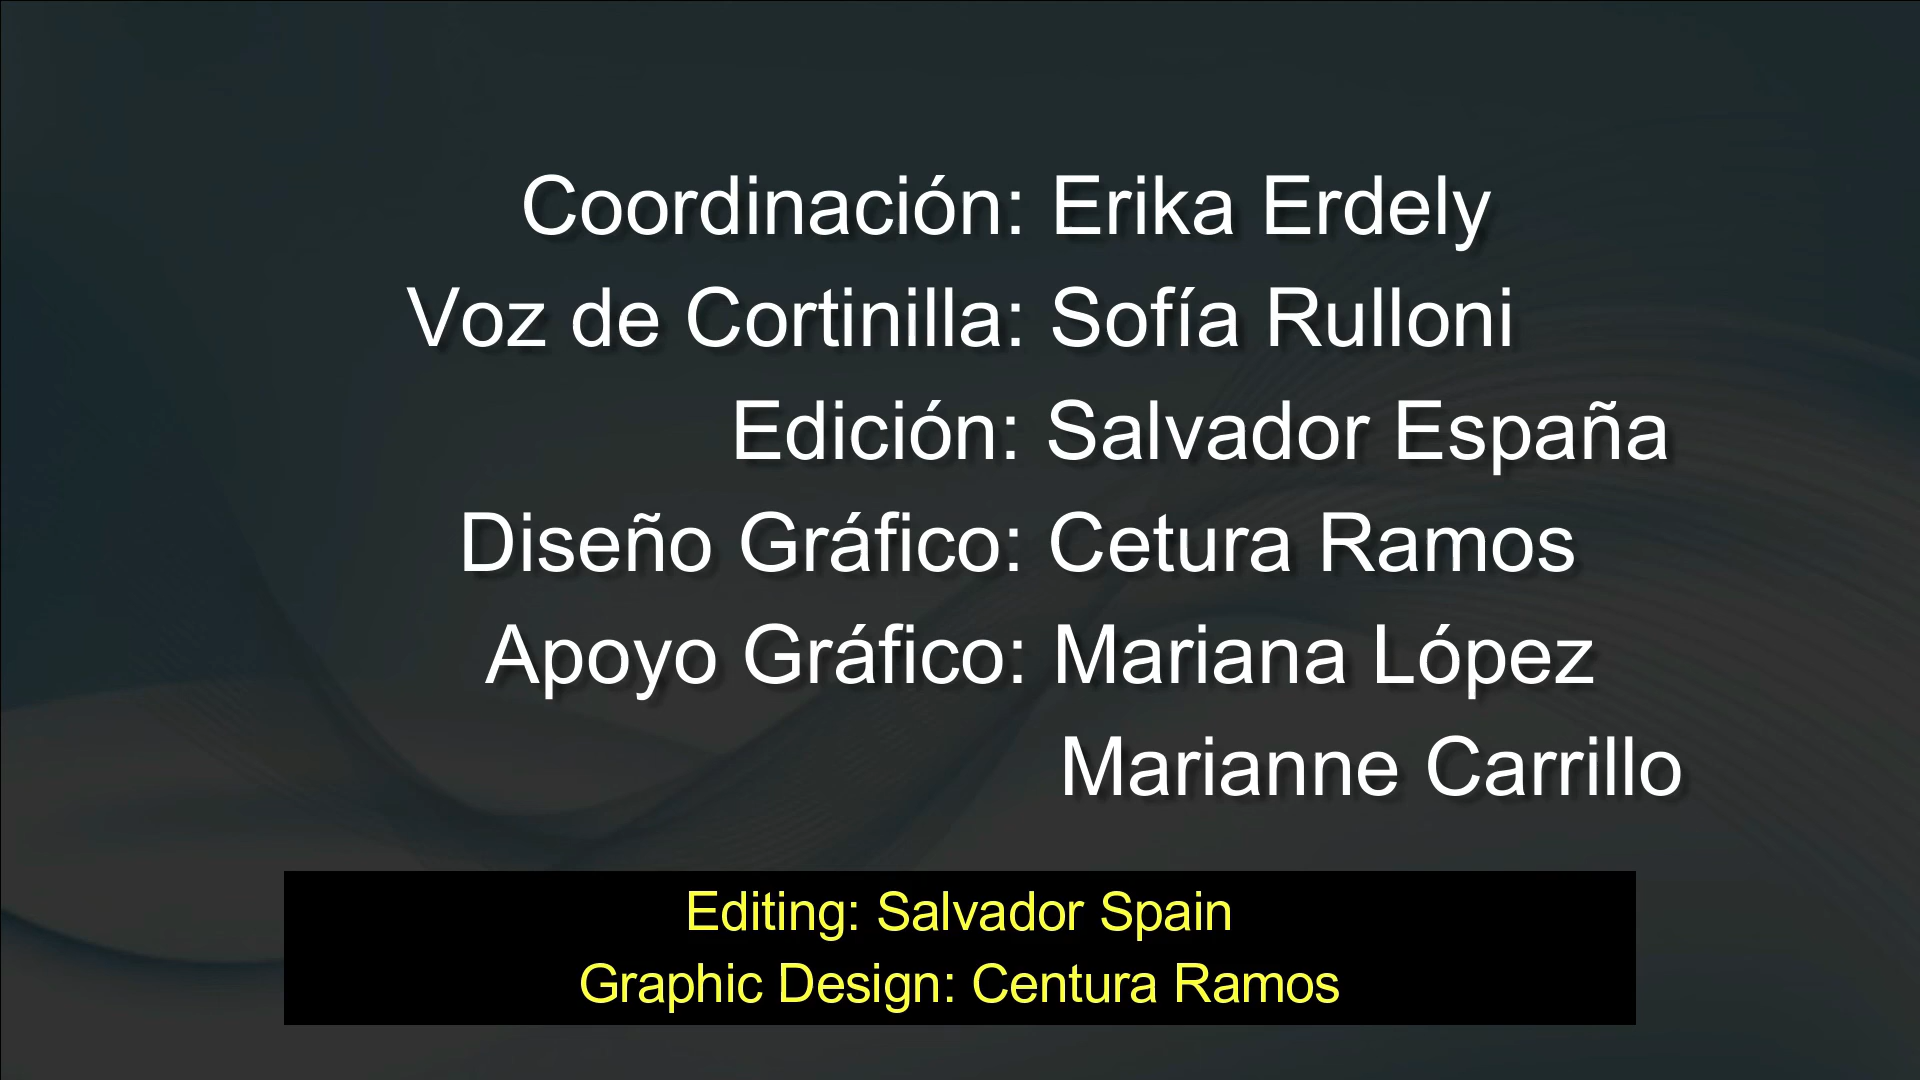 Coordinación: Erika Erdely
Voz de Cortinilla: Sofía Rulloni
Edición: Salvador España
Diseño Gráfico: Cetura Ramos
Apoyo Gráfico: Mariana López
Marianne Carrillo
Editing: Salvador Spain
Graphic Design: Centura Ramos